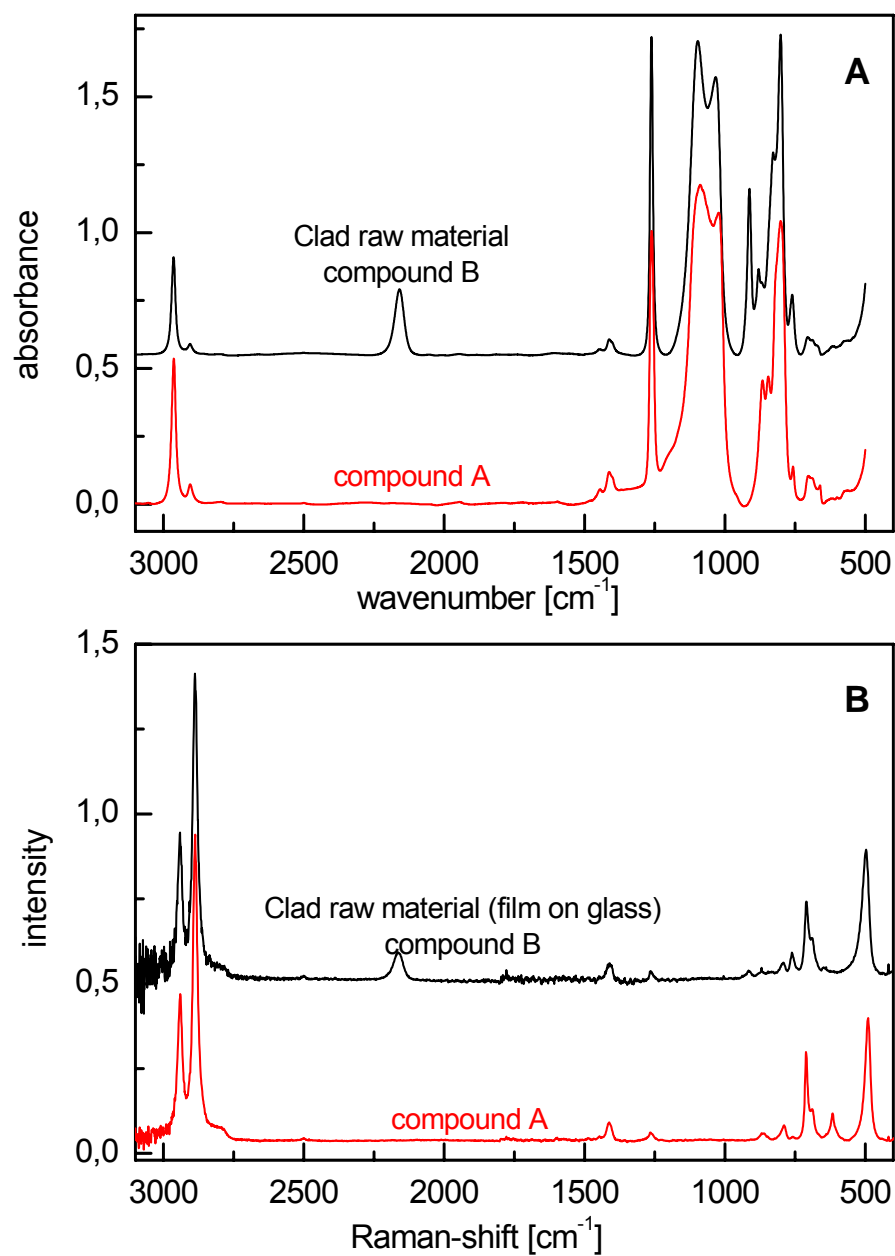 A
1,5
1,0
0,5
0,0
absorbance
Clad raw material
compound B
compound A
3000 2500 2000 1500 1000 500
wavenumber [cm-1]
B
1,5
1,0
0,5
0,0
intensity
Clad raw material (film on glass)
compound B
compound A
3000 2500 2000 1500 1000 500
Raman-shift [cm-1]